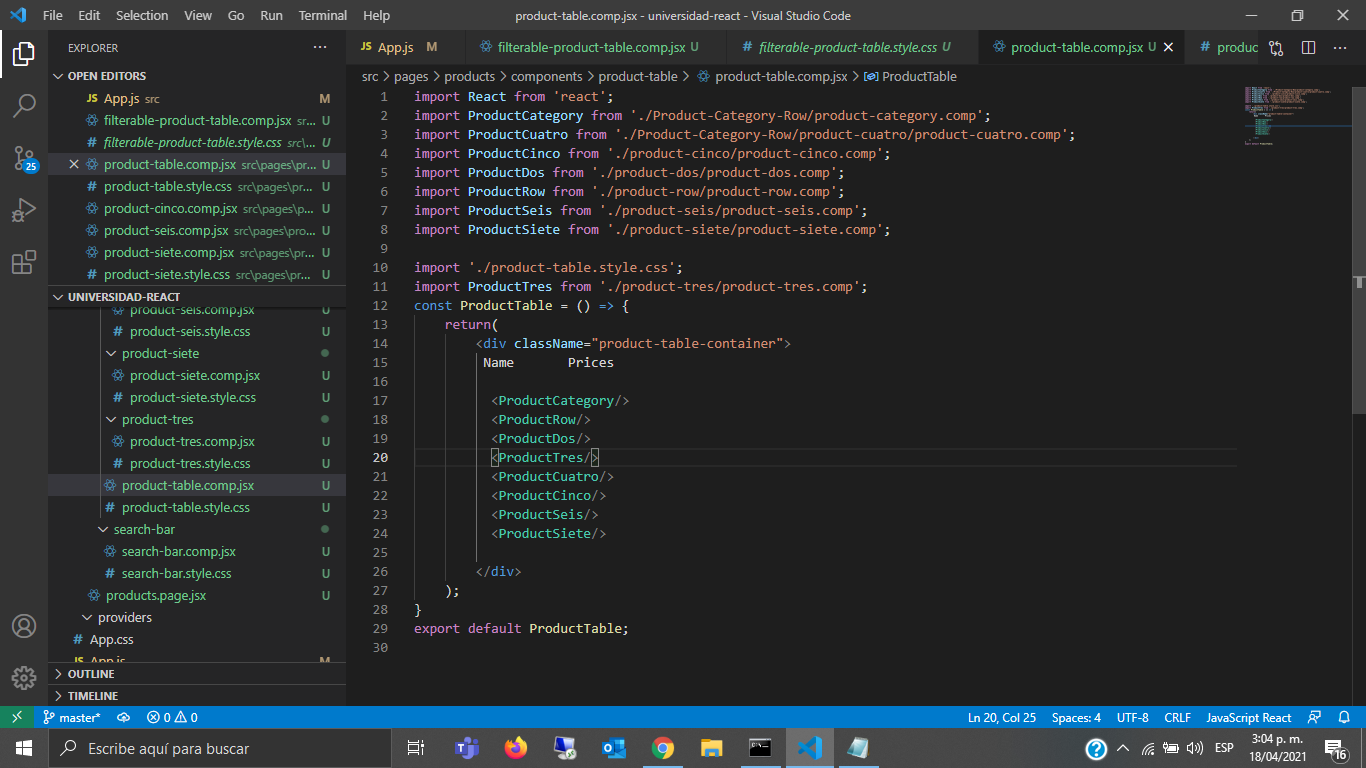 File Edit Selection View Go Run Terminal Help
product-table.comp.jsx - universidad-react - Visual Studio Code
EXPLORER
OPEN EDITORS
JS App.js src M
filterable-product-table.comp.jsx sr... U
# filterable-product-table.style.css src\... U
product-table.comp.jsx src\pages\pr... U
# product-table.style.css src\pages\pr... U
product-cinco.comp.jsx src\pages\p... U
product-seis.comp.jsx src\pages\pro... U
product-siete.comp.jsx src\pages\pr... U
# product-siete.style.css src\pages\pr... U
25
UNIVERSIDAD-REACT
product-seis.comp.jsx U
# product-seis.style.css U
product-siete
product-siete.comp.jsx U
# product-siete.style.css U
product-tres
product-tres.comp.jsx U
# product-tres.style.css U
product-table.comp.jsx U
# product-table.style.css U
search-bar
search-bar.comp.jsx U
# search-bar.style.css U
products.page.jsx U
providers
# App.css
JS App.js M
OUTLINE
TIMELINE
JS App.js M filterable-product-table.comp.jsx U # filterable-product-table.style.css U product-table.comp.jsx U # produc
src > pages > products > components > product-table > product-table.comp.jsx > ProductTable
1 import React from 'react';
2 import ProductCategory from './Product-Category-Row/product-category.comp';
3 import ProductCuatro from './Product-Category-Row/product-cuatro/product-cuatro.comp';
4 import ProductCinco from './product-cinco/product-cinco.comp';
5 import ProductDos from './product-dos/product-dos.comp';
6 import ProductRow from './product-row/product-row.comp';
7 import ProductSeis from './product-seis/product-seis.comp';
8 import ProductSiete from './product-siete/product-siete.comp';
9
10 import './product-table.style.css';
11 import ProductTres from './product-tres/product-tres.comp';
12 const ProductTable = () => {
13 return(
14 <div className="product-table-container">
15 Name Prices
16
17 <ProductCategory/>
18 <ProductRow/>
19 <ProductDos/>
20 <ProductTres/>
21 <ProductCuatro/>
22 <ProductCinco/>
23 <ProductSeis/>
24 <ProductSiete/>
25
26 </div>
27 );
28 }
29 export default ProductTable;
30
master* 0 0 Ln 20, Col 25 Spaces: 4 UTF-8 CRLF JavaScript React
Escribe aquí para buscar
ESP
3:04 p. m.
18/04/2021
16